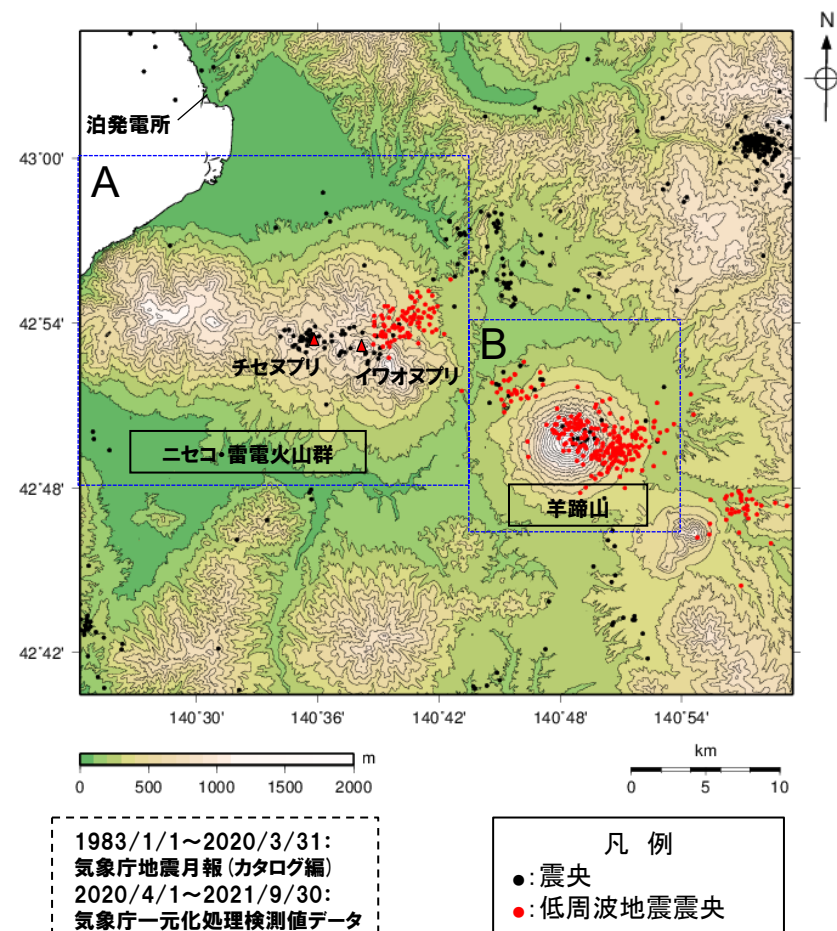 N
泊発電所
43°00'
A
42°54'
B
チセヌプリ
イワオヌプリ
ニセコ・雷電火山群
42°48'
羊蹄山
42°42'
140°30'
140°36'
140°42'
140°48'
140°54'
m
0 500 1000 1500 2000
km
0 5 10
1983/1/1～2020/3/31:
気象庁地震月報(カタログ編)
2020/4/1～2021/9/30:
気象庁一元化処理検測値データ
凡 例
●:震央
●:低周波地震震央